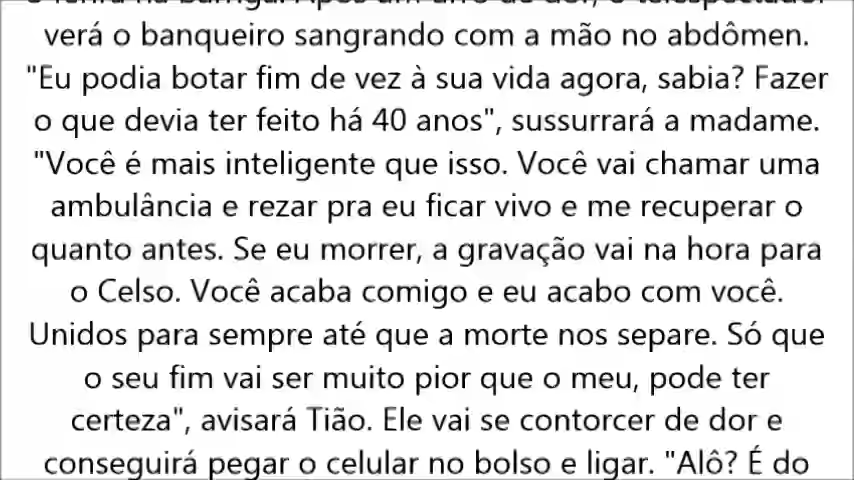 verá o banqueiro sangrando com a mão no abdômen.
"Eu podia botar fim de vez à sua vida agora, sabia? Fazer
o que devia ter feito há 40 anos", sussurrará a madame.
"Você é mais inteligente que isso. Você vai chamar uma
ambulância e rezar pra eu ficar vivo e me recuperar o
quanto antes. Se eu morrer, a gravação vai na hora para
o Celso. Você acaba comigo e eu acabo com você.
Unidos para sempre até que a morte nos separe. Só que
o seu fim vai ser muito pior que o meu, pode ter
certeza", avisará Tião. Ele vai se contorcer de dor e
conseguirá pegar o celular no bolso e ligar. "Alô? É do